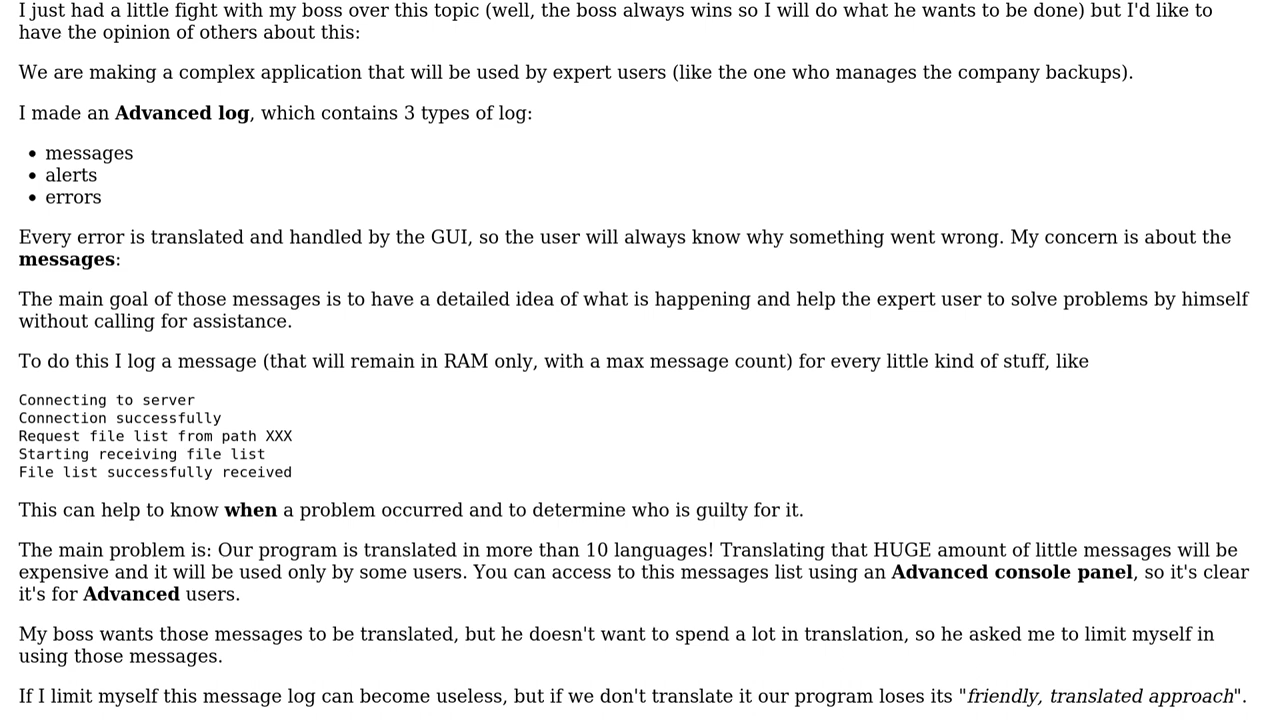 I just had a little fight with my boss over this topic (well, the boss always wins so I will do what he wants to be done) but I'd like to
have the opinion of others about this:
We are making a complex application that will be used by expert users (like the one who manages the company backups).
I made an Advanced log, which contains 3 types of log:
• messages
• alerts
• errors
Every error is translated and handled by the GUI, so the user will always know why something went wrong. My concern is about the
messages:
The main goal of those messages is to have a detailed idea of what is happening and help the expert user to solve problems by himself
without calling for assistance.
To do this I log a message (that will remain in RAM only, with a max message count) for every little kind of stuff, like
Connecting to server
Connection successfully
Request file list from path XXX
Starting receiving file list
File list successfully received
This can help to know when a problem occurred and to determine who is guilty for it.
The main problem is: Our program is translated in more than 10 languages! Translating that HUGE amount of little messages will be
expensive and it will be used only by some users. You can access to this messages list using an Advanced console panel, so it's clear
it's for Advanced users.
My boss wants those messages to be translated, but he doesn't want to spend a lot in translation, so he asked me to limit myself in
using those messages.
If I limit myself this message log can become useless, but if we don't translate it our program loses its "friendly, translated approach".